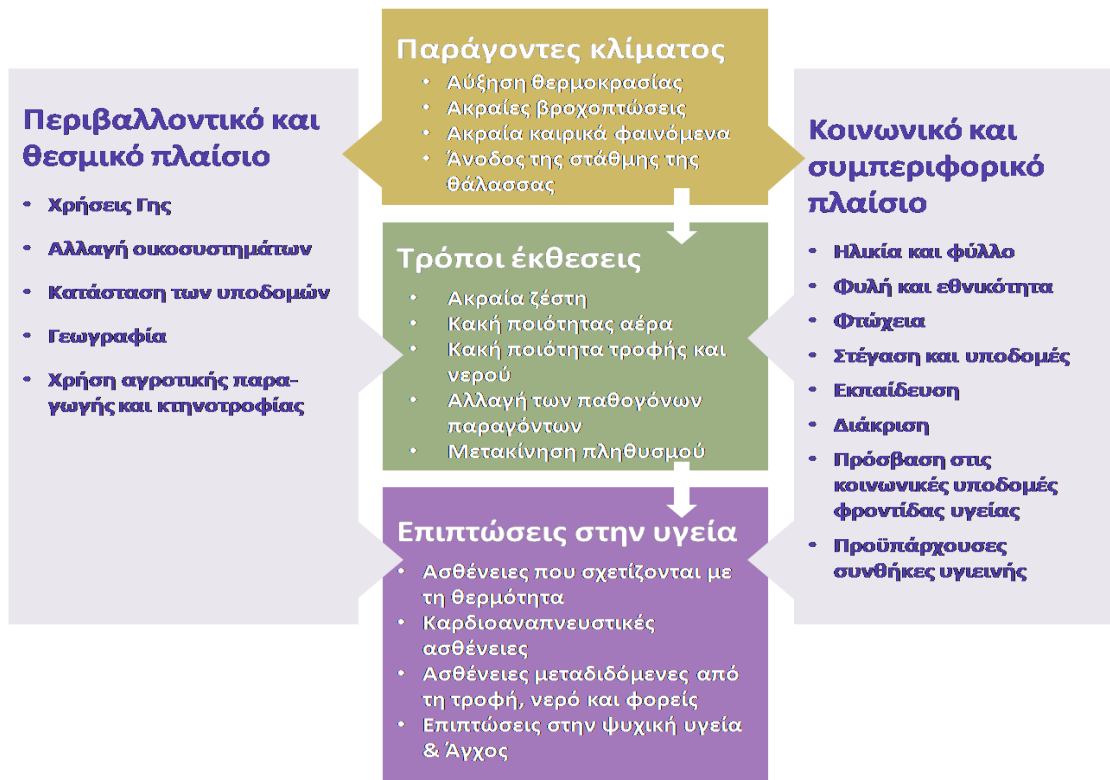 Παράγοντες κλίματος
• Αύξηση θερμοκρασίας
• Ακραίες βροχοπτώσεις
• Ακραία καιρικά φαινόμενα
• Άνοδος της στάθμης της
θάλασσας
Περιβαλλοντικό και
θεσμικό πλαίσιο
• Χρήσεις Γης
• Αλλαγή οικοσυστημάτων
• Κατάσταση των υποδομών
• Γεωγραφία
• Χρήση αγροτικής παρα-
γωγής και κτηνοτροφίας
Τρόποι έκθεσεις
• Ακραία ζέστη
• Κακή ποιότητας αέρα
• Κακή ποιότητα τροφής και
νερού
• Αλλαγή των παθογόνων
παραγόντων
• Μετακίνηση πληθυσμού
Επιπτώσεις στην υγεία
• Ασθένειες που σχετίζονται με
τη θερμότητα
• Καρδιοαναπνευστικές
ασθένειες
• Ασθένειες μεταδιδόμενες από
τη τροφή, νερό και φορείς
• Επιπτώσεις στην ψυχική υγεία
& Άγχος
Κοινωνικό και
συμπεριφορικό
πλαίσιο
• Ηλικία και φύλλο
• Φυλή και εθνικότητα
• Φτώχεια
• Στέγαση και υποδομές
• Εκπαίδευση
• Διάκριση
• Πρόσβαση στις
κοινωνικές υποδομές
φροντίδας υγείας
• Προϋπάρχουσες
συνθήκες υγιεινής